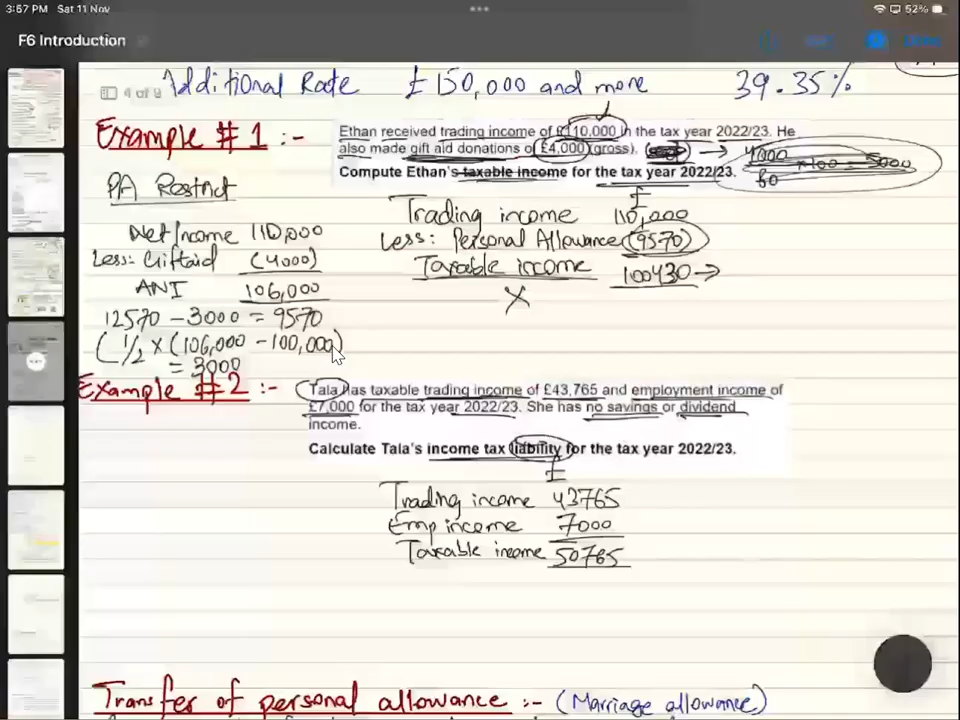 3:57 PM Sat 11 Nov
52%
F6 Introduction
4 of 9
Additional Rate £150,000 and more 39.35%
Example # 1 :-
Ethan received trading income of £110,000 in the tax year 2022/23. He
also made gift aid donations of £4,000 (gross).
Compute Ethan's taxable income for the tax year 2022/23.
4000/80 × 100 = 5000
PA Restrict
Net Income 110,000
Less: Giftaid (4000)
ANI 106,000
12570 - 3000 = 9570
(1/2 × (106,000 - 100,000)
= 3000
£
Trading income 110,000
Less: Personal Allowance (9570)
Taxable income 100430 →
X
Example # 2 :-
Tala has taxable trading income of £43,765 and employment income of
£7,000 for the tax year 2022/23. She has no savings or dividend
income.
Calculate Tala's income tax liability for the tax year 2022/23.
£
Trading income 43765
Emp income 7000
Taxable income 50765
Transfer of personal allowance :- (Marriage allowance)